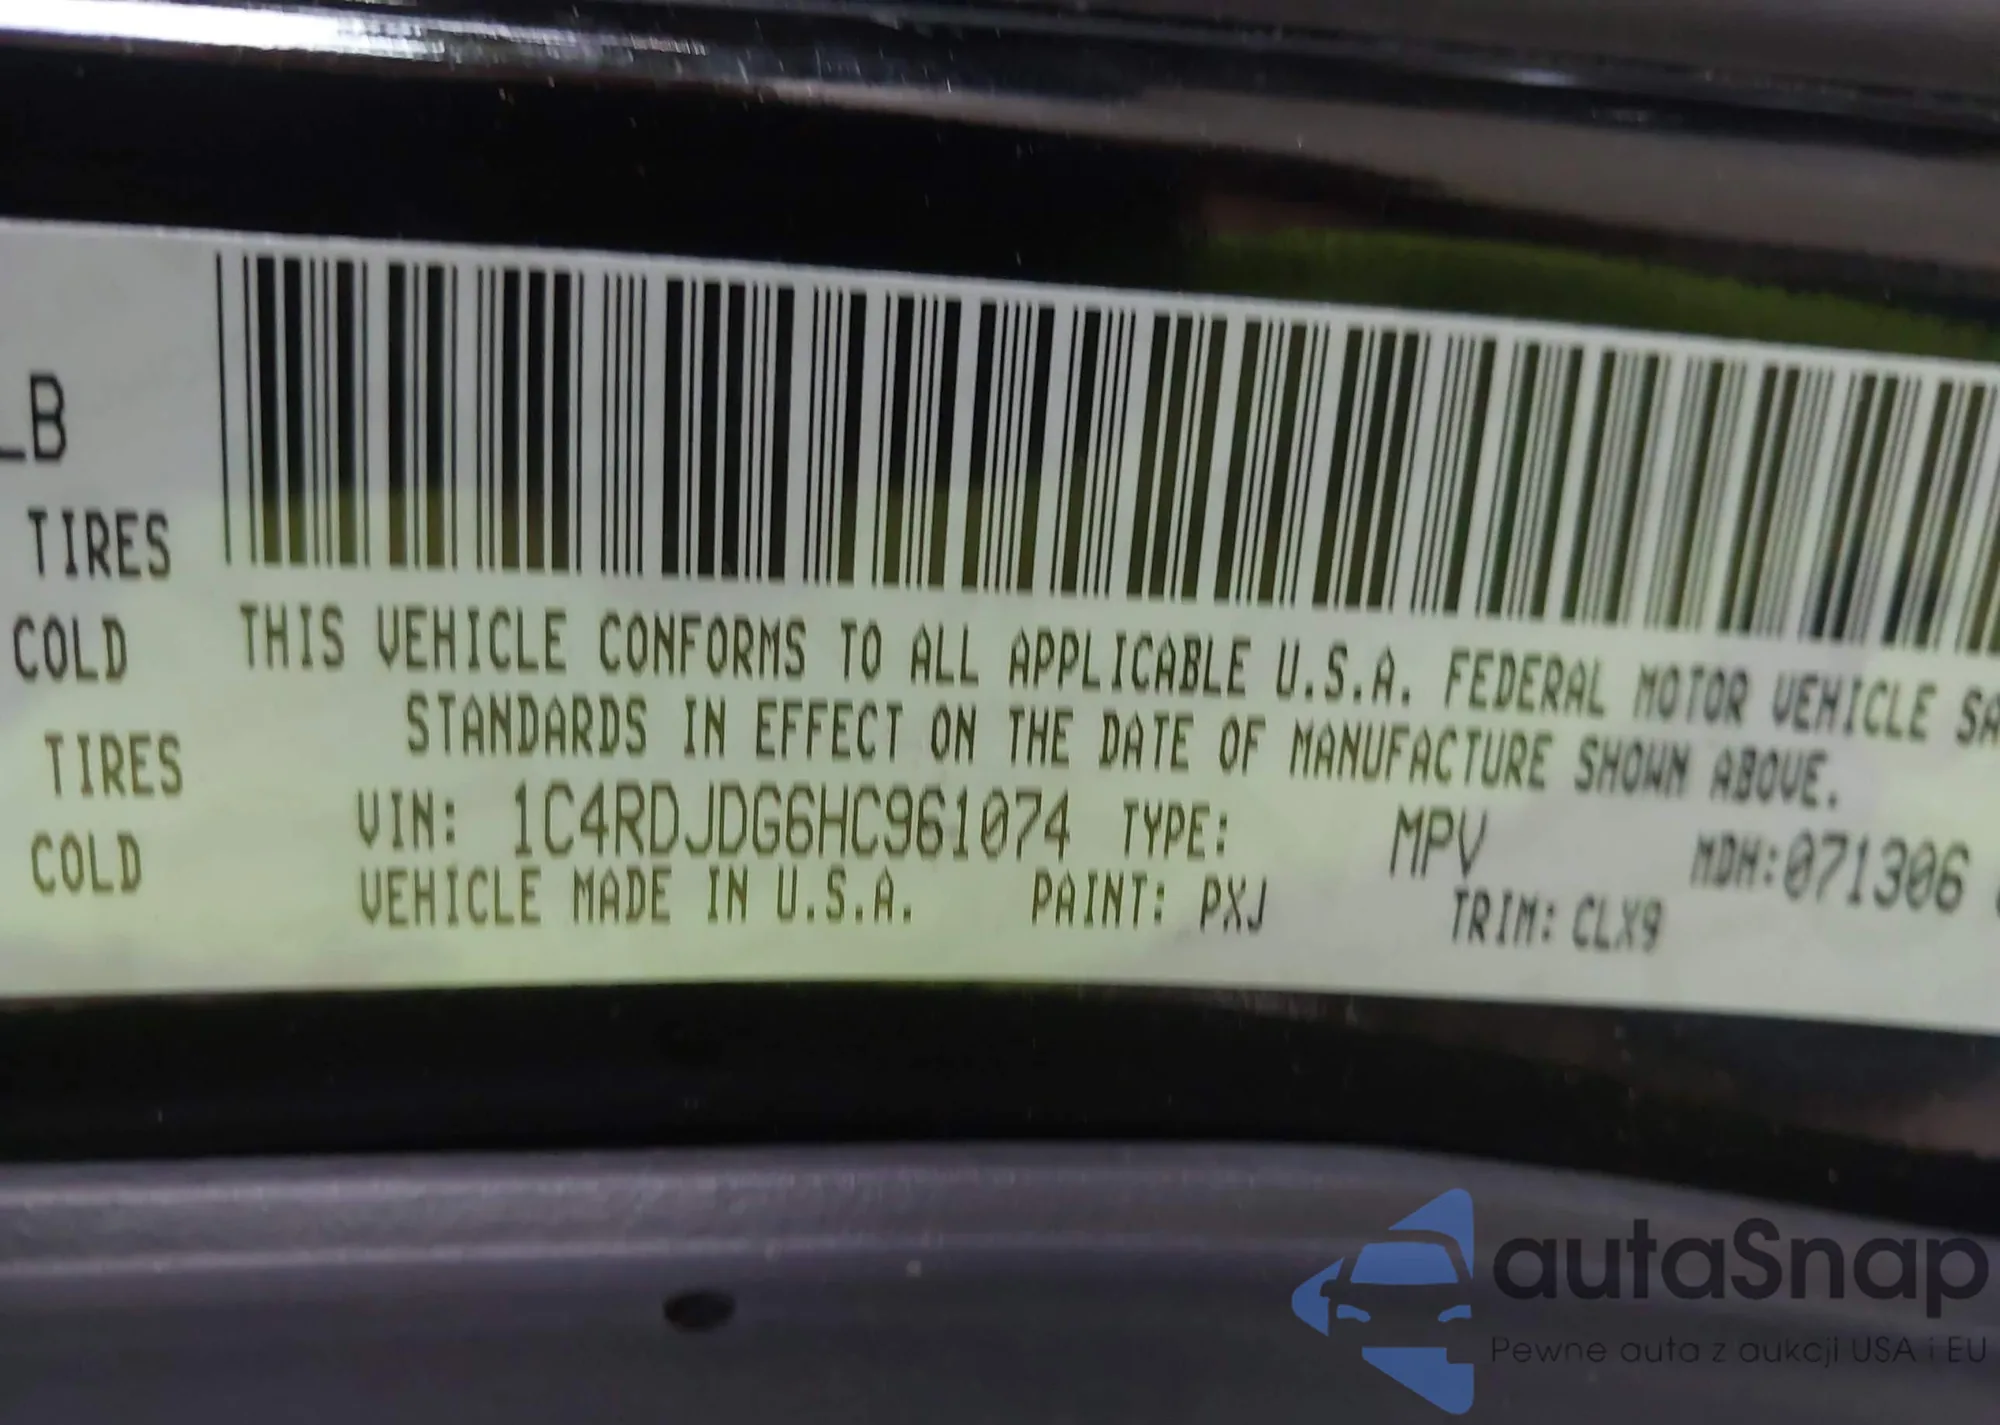 LB
TIRES
COLD
TIRES
COLD
THIS VEHICLE CONFORMS TO ALL APPLICABLE U.S.A. FEDERAL MOTOR VEHICLE SA
STANDARDS IN EFFECT ON THE DATE OF MANUFACTURE SHOWN ABOVE.
VIN: 1C4RDJDG6HC961074 TYPE: MPV MDH:071306
VEHICLE MADE IN U.S.A. PAINT: PXJ TRIM: CLX9
autaSnap
Pewne auta z aukcji USA i EU